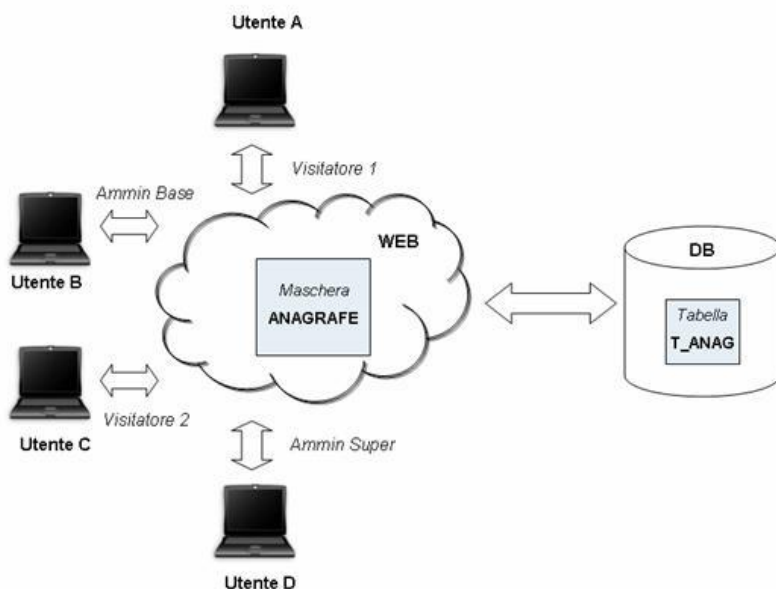 Utente A
Visitatore 1
Ammin Base
Utente B
WEB
Maschera
ANAGRAFE
DB
Tabella
T_ANAG
Utente C
Visitatore 2
Ammin Super
Utente D